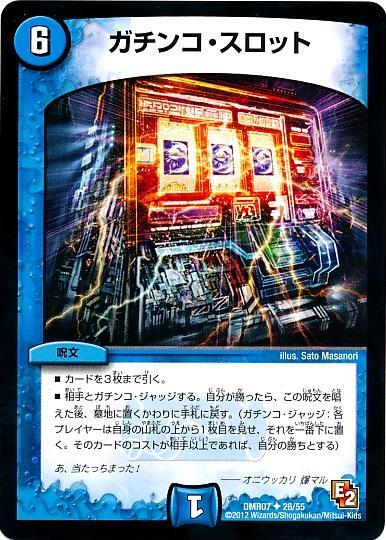 6
ガチンコ・スロット
呪文
illus. Sato Masanori
■ カードを3枚まで引く。
■ 相手とガチンコ・ジャッジする。自分が勝ったら、この呪文を唱
えた後、墓地に置くかわりに手札に戻す。(ガチンコ・ジャッジ：各
プレイヤーは自身の山札の上から1枚目を見せ、それを一番下に置
く。そのカードのコストが相手以上であれば、自分の勝ちとする)
あ、当たっちまった！
—— オニウッカリ 爆マル
1
E2
DMR07 ◆ 26/55
©2012 Wizards/Shogakukan/Mitsui-Kids